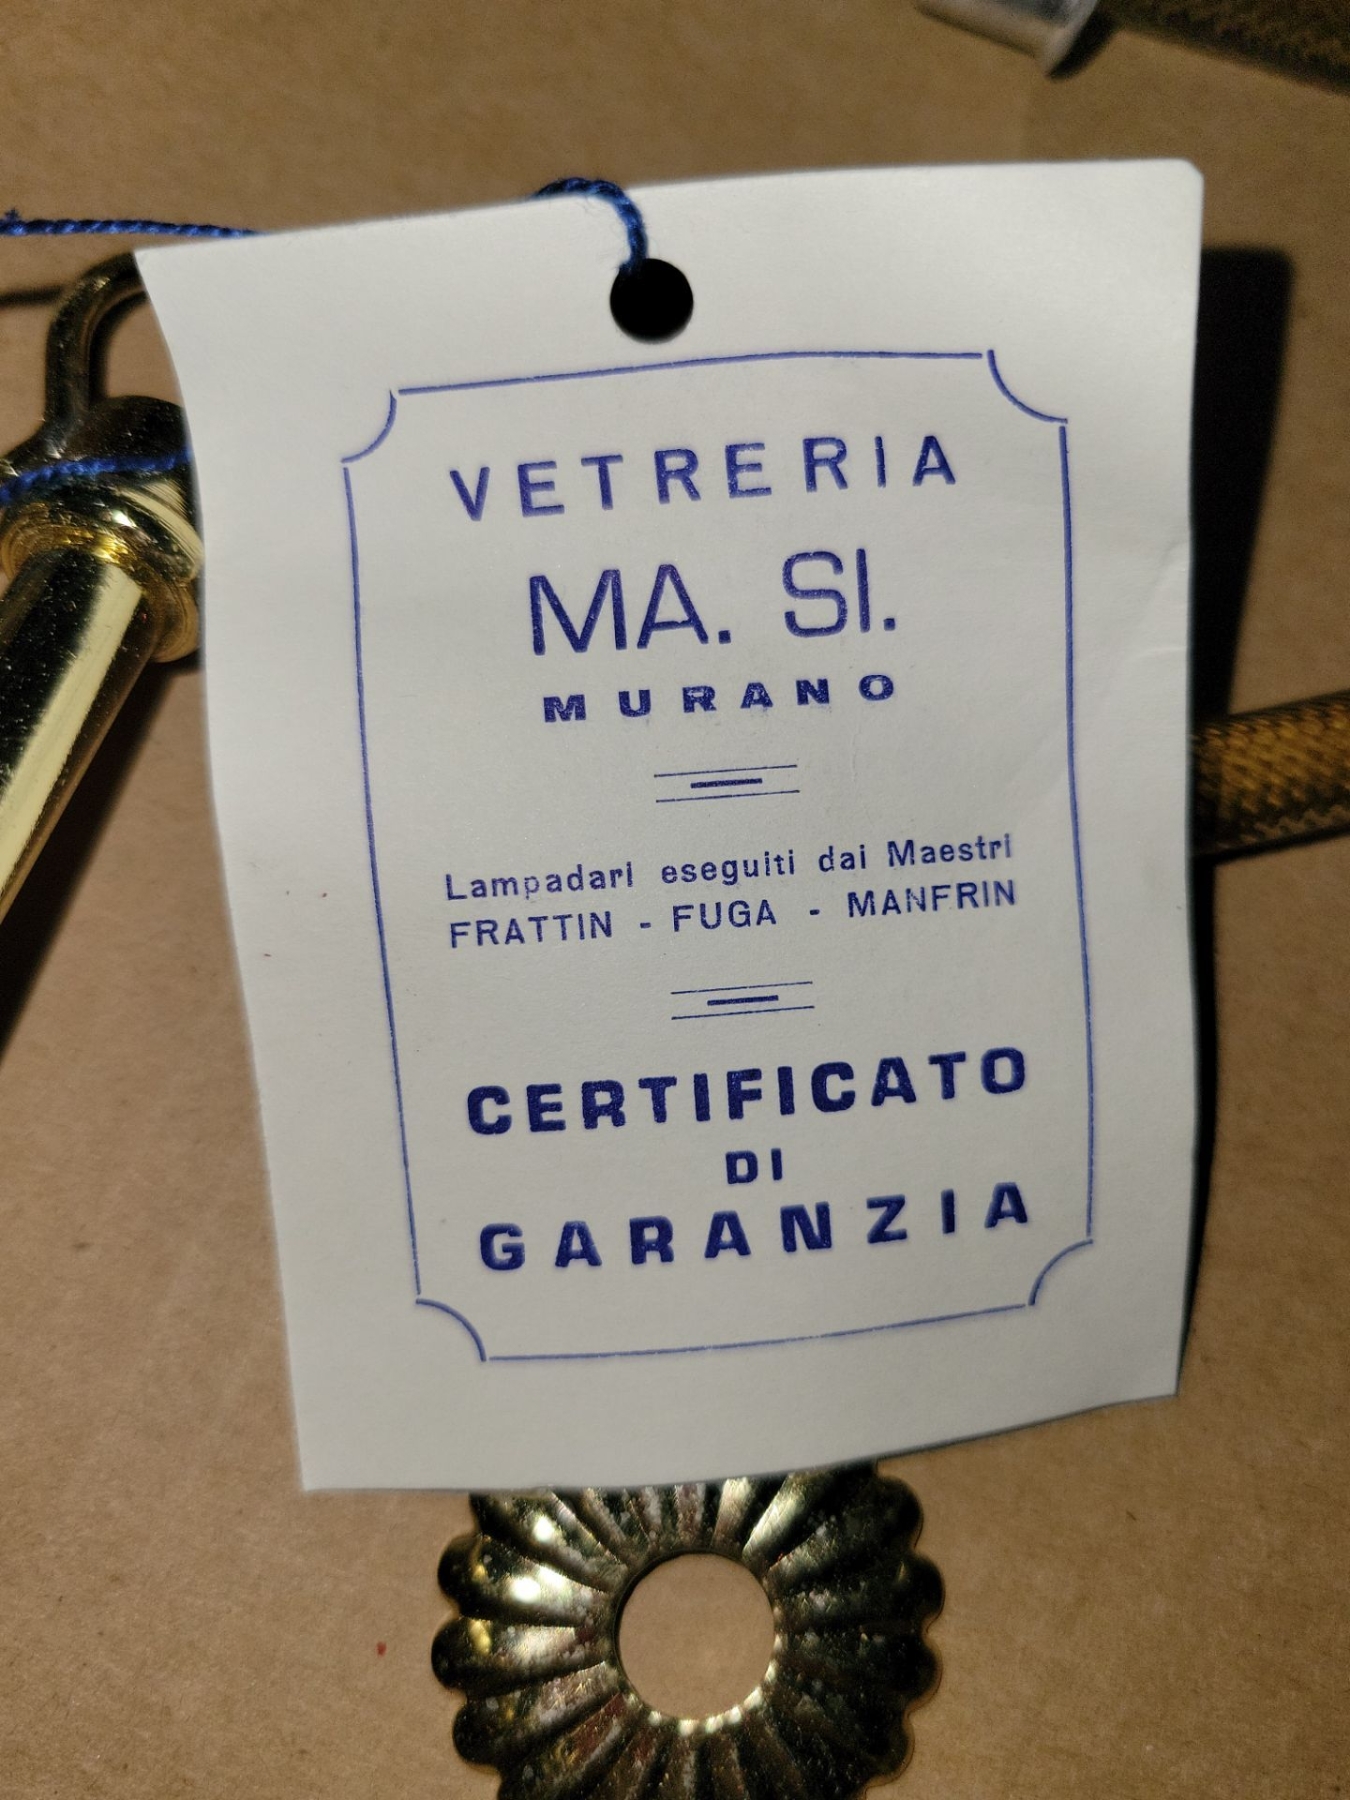 VETRERIA
MA. SI.
MURANO
Lampadari eseguiti dai Maestri
FRATTIN - FUGA - MANFRIN
CERTIFICATO
DI
GARANZIA